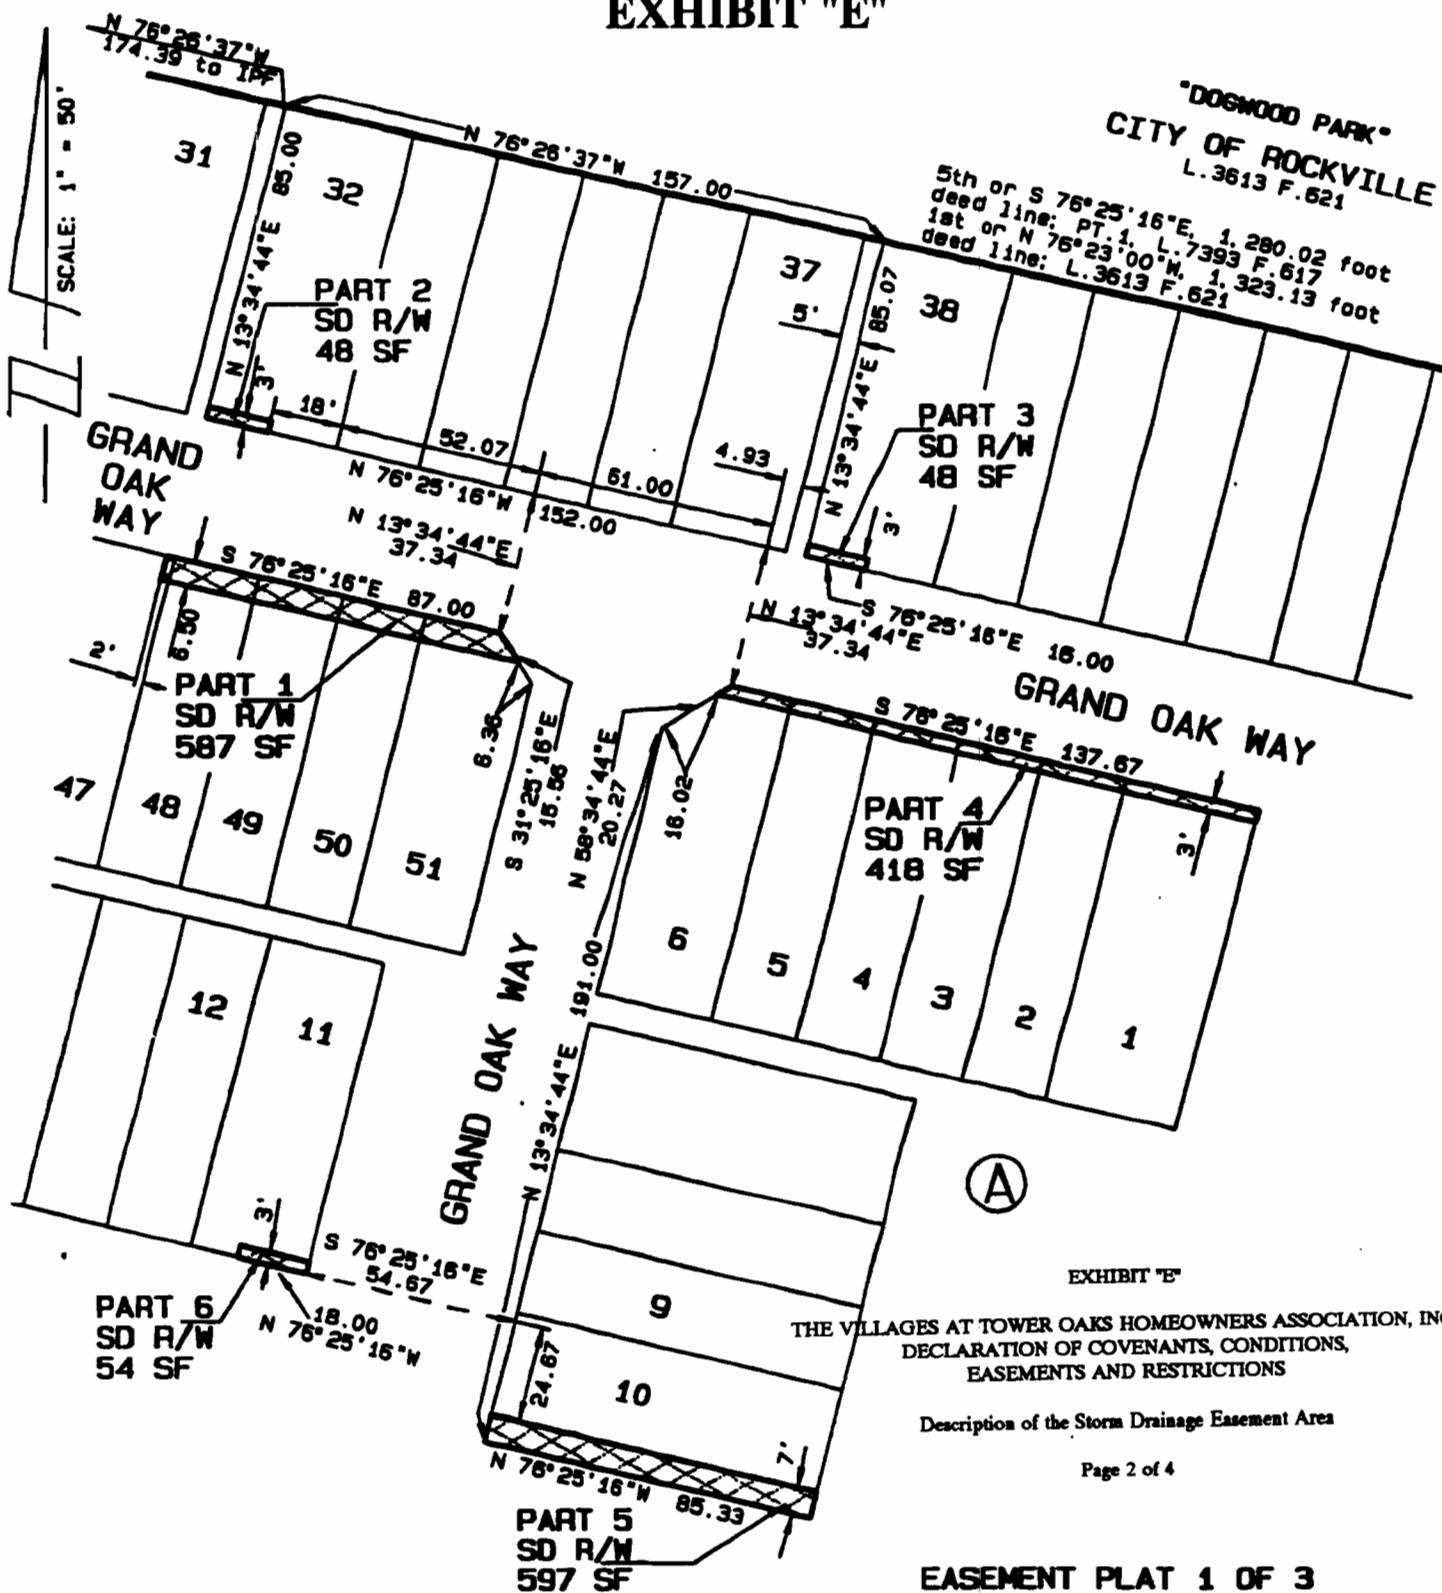 EXHIBIT "E"
N 76°26'37"W
174.39 to IPF
SCALE: 1" = 50'
"DOGWOOD PARK"
CITY OF ROCKVILLE
L.3613 F.621
N 76°26'37"W 157.00
5th or S 76°25'16"E, 1,280.02 foot
deed line; PT.1, L.7393 F.617
1st or N 76°23'00"W, 1,323.13 foot
deed line; L.3613 F.621
31
32
37
38
N 13°34'44"E 85.00
PART 2
SD R/W
48 SF
3'
5'
N 13°34'44"E 85.07
PART 3
SD R/W
48 SF
3'
18'
52.07
61.00
4.93
N 76°25'16"W 152.00
GRAND
OAK
WAY
N 13°34'44"E
37.34
S 76°25'16"E 87.00
S 76°25'16"E 16.00
N 13°34'44"E
37.34
GRAND OAK WAY
2'
6.50
PART 1
SD R/W
587 SF
6.36
S 31°25'16"E
15.56
N 58°34'44"E
20.27
16.02
S 76°25'16"E 137.67
PART 4
SD R/W
418 SF
3'
47
48
49
50
51
6
5
4
3
2
1
12
11
GRAND OAK WAY
N 13°34'44"E 191.00
A
3'
S 76°25'16"E
54.67
PART 6
SD R/W
54 SF
18.00
N 76°25'16"W
9
10
24.67
7'
N 76°25'16"W 85.33
PART 5
SD R/W
597 SF
EXHIBIT "E"
THE VILLAGES AT TOWER OAKS HOMEOWNERS ASSOCIATION, IN
DECLARATION OF COVENANTS, CONDITIONS,
EASEMENTS AND RESTRICTIONS
Description of the Storm Drainage Easement Area
Page 2 of 4
EASEMENT PLAT 1 OF 3